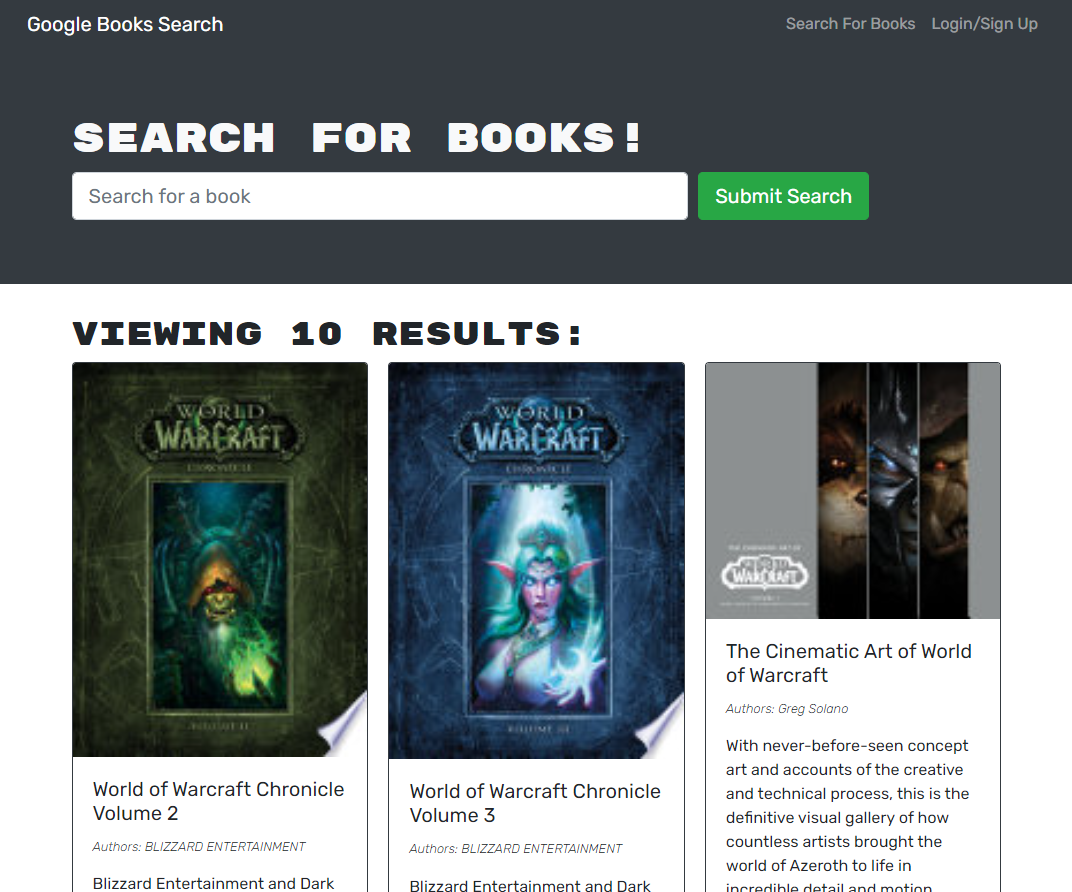 Google Books Search
Search For Books
Login/Sign Up
SEARCH FOR BOOKS!
Search for a book
Submit Search
VIEWING 10 RESULTS:
WORLD
WARCRAFT
CHRONICLE
VOLUME II
World of Warcraft Chronicle
Volume 2
Authors: BLIZZARD ENTERTAINMENT
Blizzard Entertainment and Dark
WORLD
WARCRAFT
CHRONICLE
VOLUME III
World of Warcraft Chronicle
Volume 3
Authors: BLIZZARD ENTERTAINMENT
Blizzard Entertainment and Dark
THE CINEMATIC ART OF
WORLD
WARCRAFT
The Cinematic Art of World
of Warcraft
Authors: Greg Solano
With never-before-seen concept
art and accounts of the creative
and technical process, this is the
definitive visual gallery of how
countless artists brought the
world of Azeroth to life in
incredible detail and motion